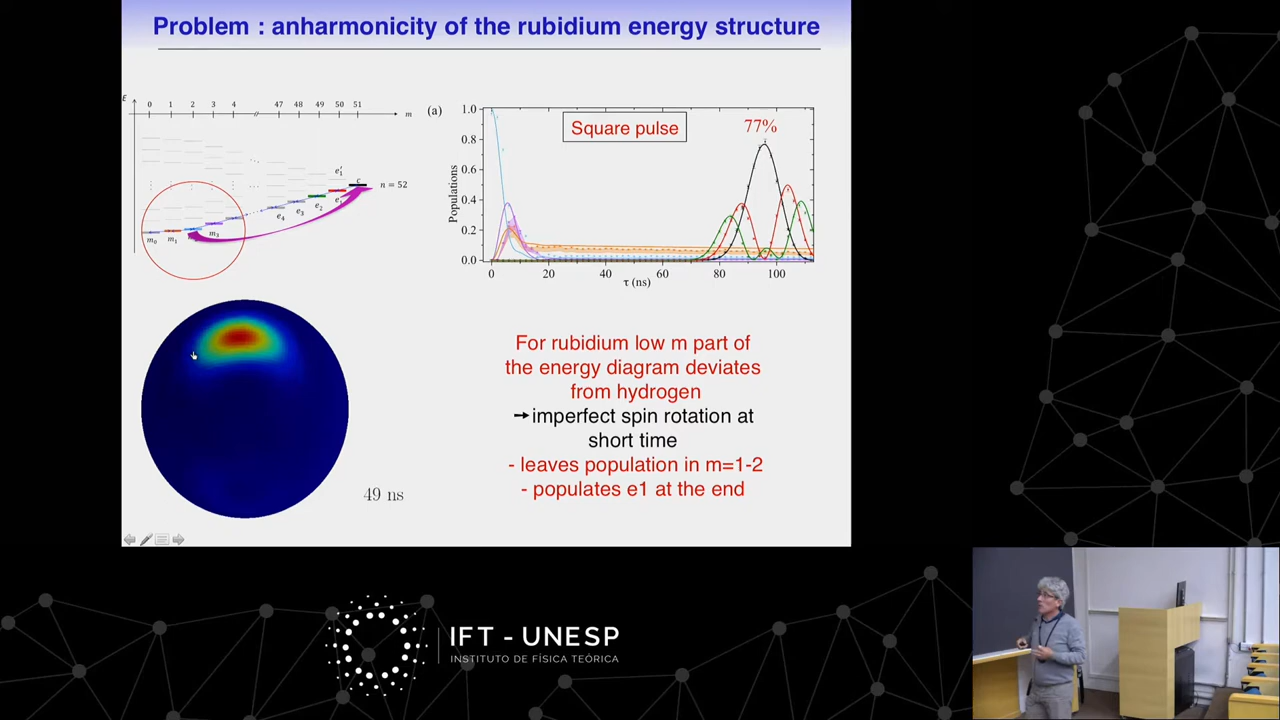 Problem : anharmonicity of the rubidium energy structure
E
0 1 2 3 4 47 48 49 50 51
m
n = 52
c
e₁′
e₁
e₂
e₃
e₄
m₀ m₁ m₃
(a)
Populations
1.0
0.8
0.6
0.4
0.2
0.0
Square pulse
77%
0 20 40 60 80 100
τ (ns)
For rubidium low m part of
the energy diagram deviates
from hydrogen
→ imperfect spin rotation at
short time
- leaves population in m=1-2
- populates e1 at the end
49 ns
IFT - UNESP
INSTITUTO DE FÍSICA TEÓRICA